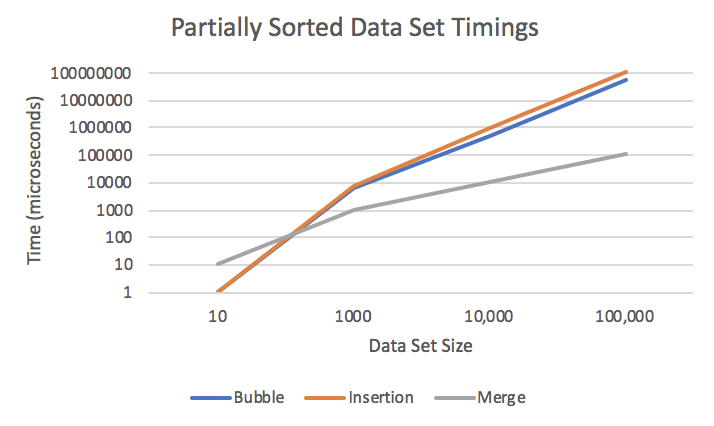 Partially Sorted Data Set Timings
Time (microseconds)
100000000
10000000
1000000
100000
10000
1000
100
10
1
10 1000 10,000 100,000
Data Set Size
Bubble Insertion Merge